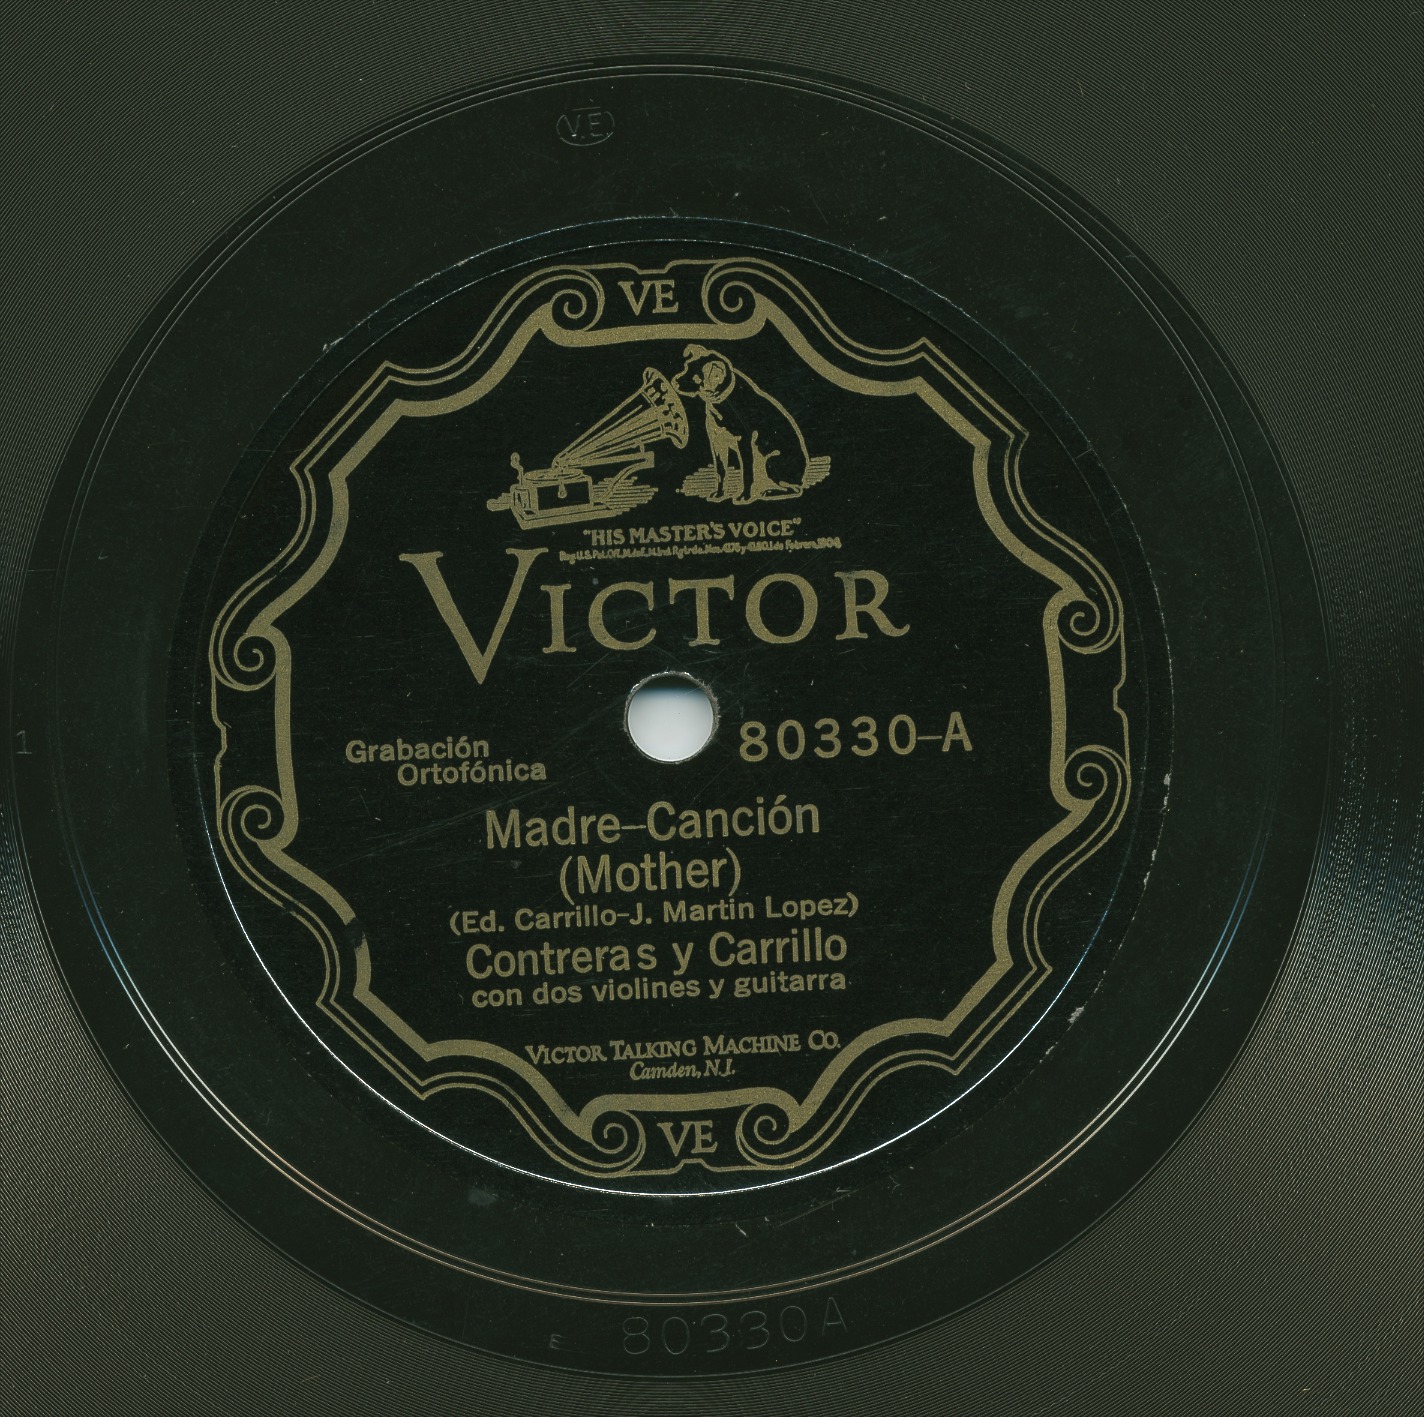 V.E.
VE
"HIS MASTER'S VOICE"
VICTOR
80330-A
Grabación
Ortofónica
Madre-Canción
(Mother)
(Ed. Carrillo-J. Martin Lopez)
Contreras y Carrillo
con dos violines y guitarra
VICTOR TALKING MACHINE CO.
Camden, N.J.
VE
1
E 80330A